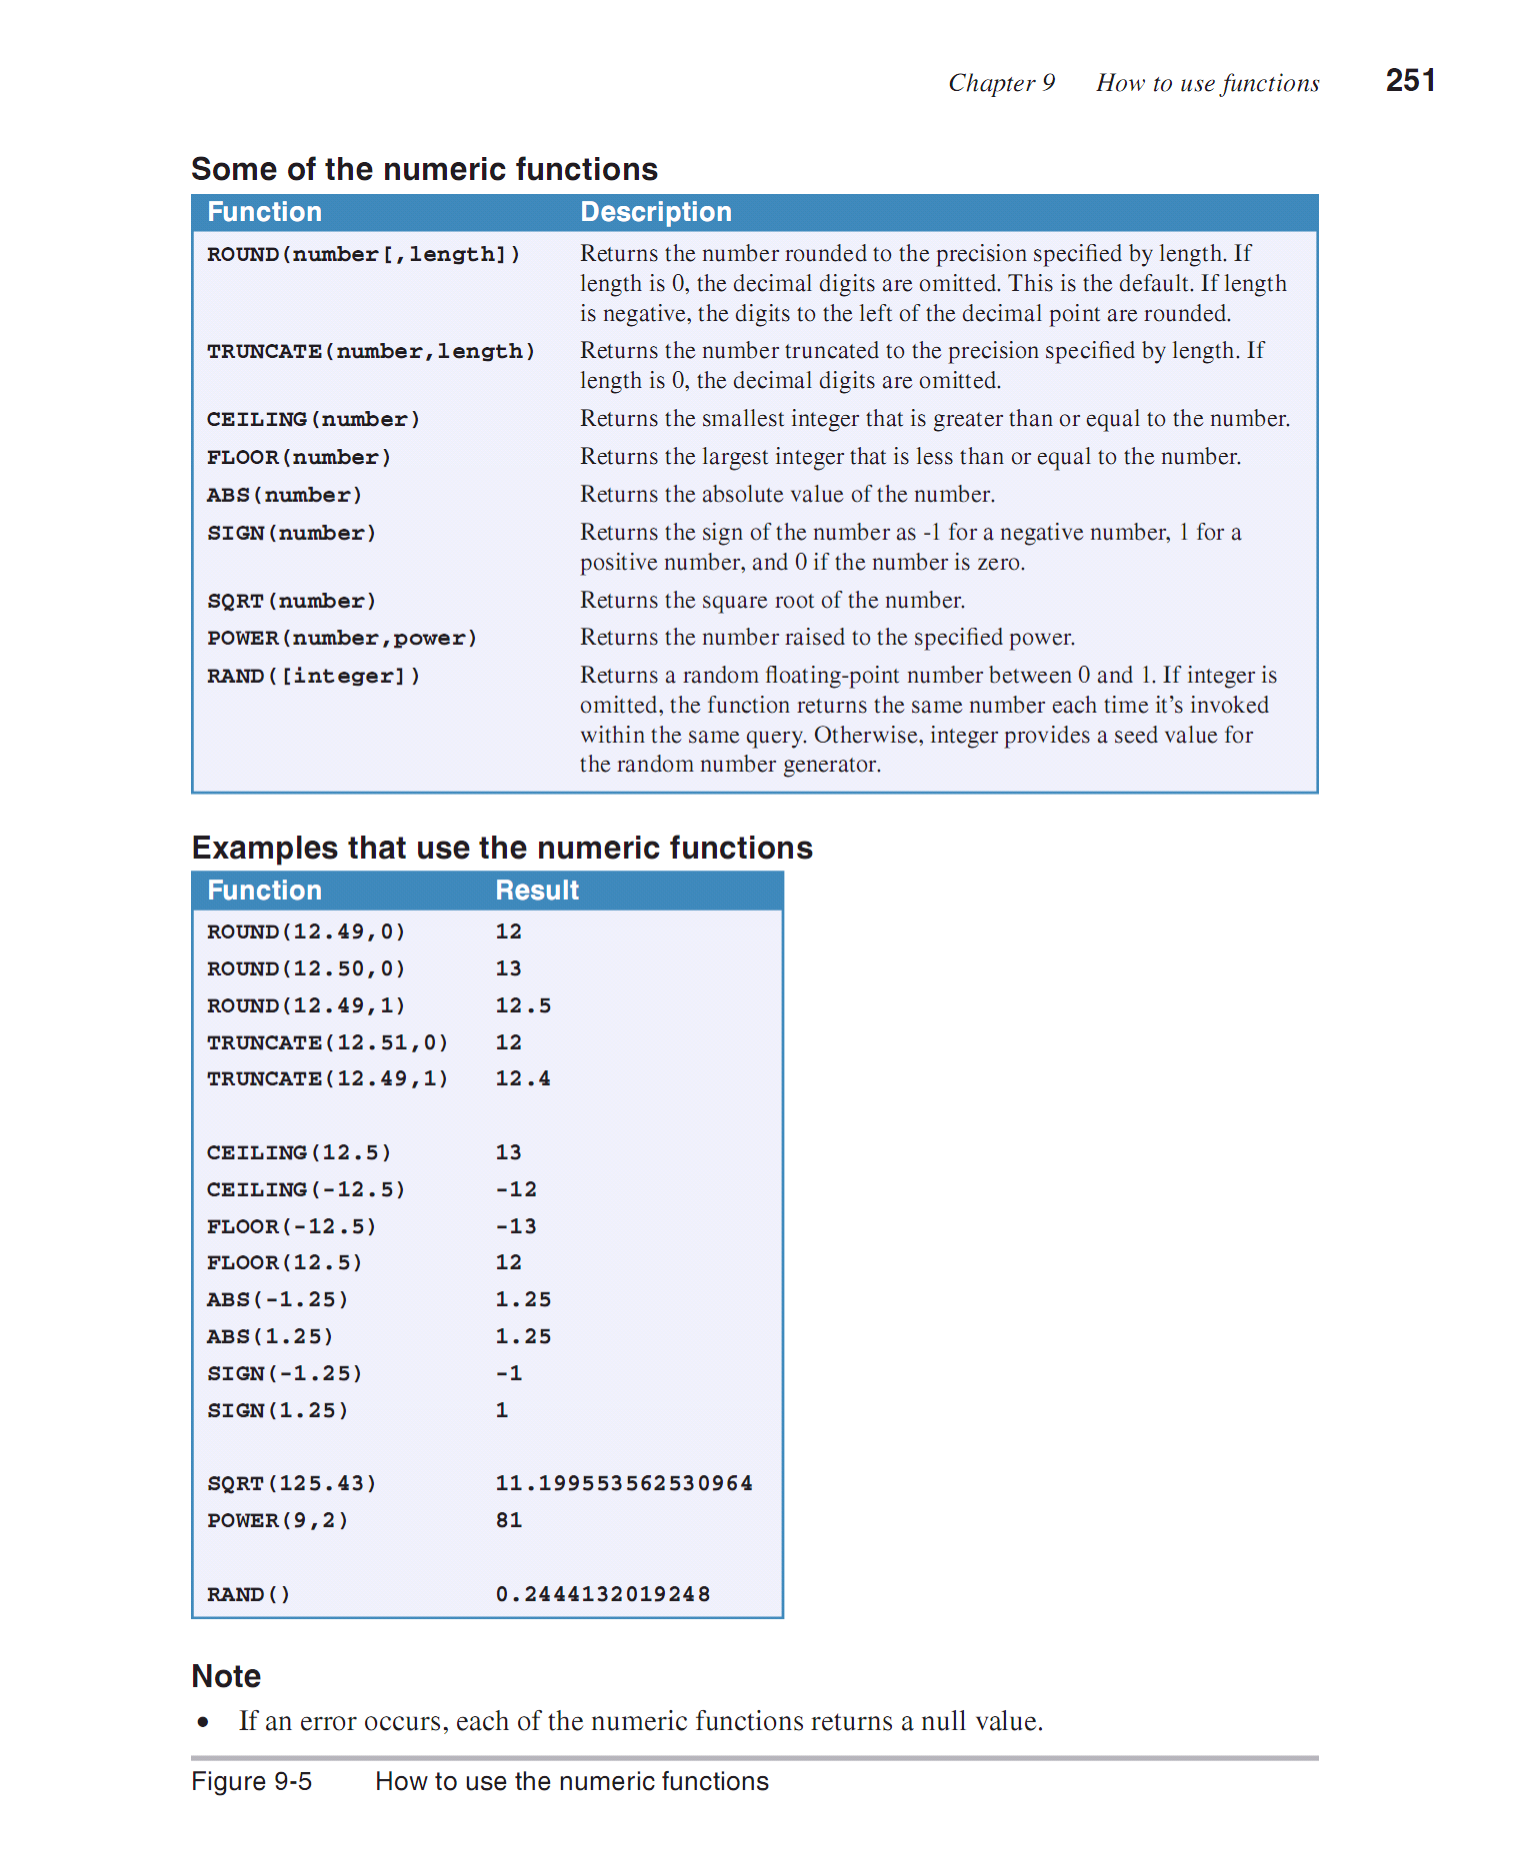 Chapter 9 How to use functions 251
Some of the numeric functions
Function Description
ROUND(number[,length]) Returns the number rounded to the precision specified by length. If
length is 0, the decimal digits are omitted. This is the default. If length
is negative, the digits to the left of the decimal point are rounded.
TRUNCATE(number,length) Returns the number truncated to the precision specified by length. If
length is 0, the decimal digits are omitted.
CEILING(number) Returns the smallest integer that is greater than or equal to the number.
FLOOR(number) Returns the largest integer that is less than or equal to the number.
ABS(number) Returns the absolute value of the number.
SIGN(number) Returns the sign of the number as -1 for a negative number, 1 for a
positive number, and 0 if the number is zero.
SQRT(number) Returns the square root of the number.
POWER(number,power) Returns the number raised to the specified power.
RAND([integer]) Returns a random floating-point number between 0 and 1. If integer is
omitted, the function returns the same number each time it’s invoked
within the same query. Otherwise, integer provides a seed value for
the random number generator.
Examples that use the numeric functions
Function Result
ROUND(12.49,0) 12
ROUND(12.50,0) 13
ROUND(12.49,1) 12.5
TRUNCATE(12.51,0) 12
TRUNCATE(12.49,1) 12.4
CEILING(12.5) 13
CEILING(-12.5) -12
FLOOR(-12.5) -13
FLOOR(12.5) 12
ABS(-1.25) 1.25
ABS(1.25) 1.25
SIGN(-1.25) -1
SIGN(1.25) 1
SQRT(125.43) 11.199553562530964
POWER(9,2) 81
RAND() 0.2444132019248
Note
• If an error occurs, each of the numeric functions returns a null value.
Figure 9-5 How to use the numeric functions